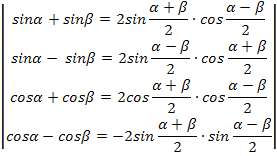 sinα + sinβ = 2sin (α + β)/2 · cos (α − β)/2
sinα − sinβ = 2sin (α − β)/2 · cos (α + β)/2
cosα + cosβ = 2cos (α + β)/2 · cos (α − β)/2
cosα − cosβ = −2sin (α + β)/2 · sin (α − β)/2